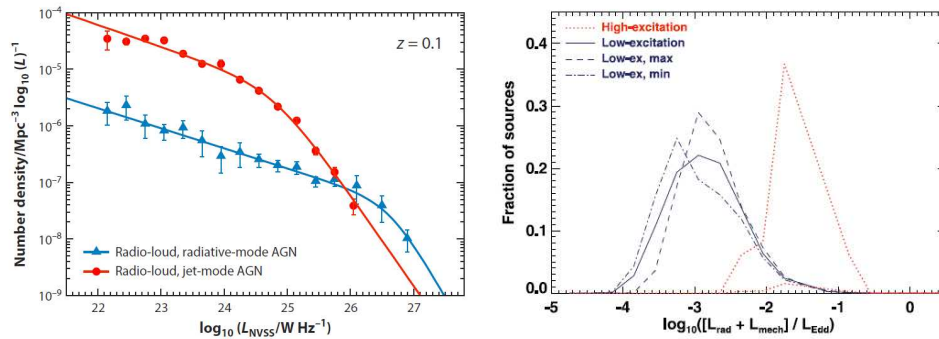 10⁻⁴
10⁻⁵
10⁻⁶
10⁻⁷
10⁻⁸
10⁻⁹
Number density/Mpc⁻³ log₁₀ (L)⁻¹
z = 0.1
Radio-loud, radiative-mode AGN
Radio-loud, jet-mode AGN
22 23 24 25 26 27
log₁₀ (L_NVSS/W Hz⁻¹)
High-excitation
Low-excitation
Low-ex, max
Low-ex, min
0.4
0.3
0.2
0.1
0.0
Fraction of sources
-5 -4 -3 -2 -1 0
log₁₀([L_rad + L_mech] / L_Edd)